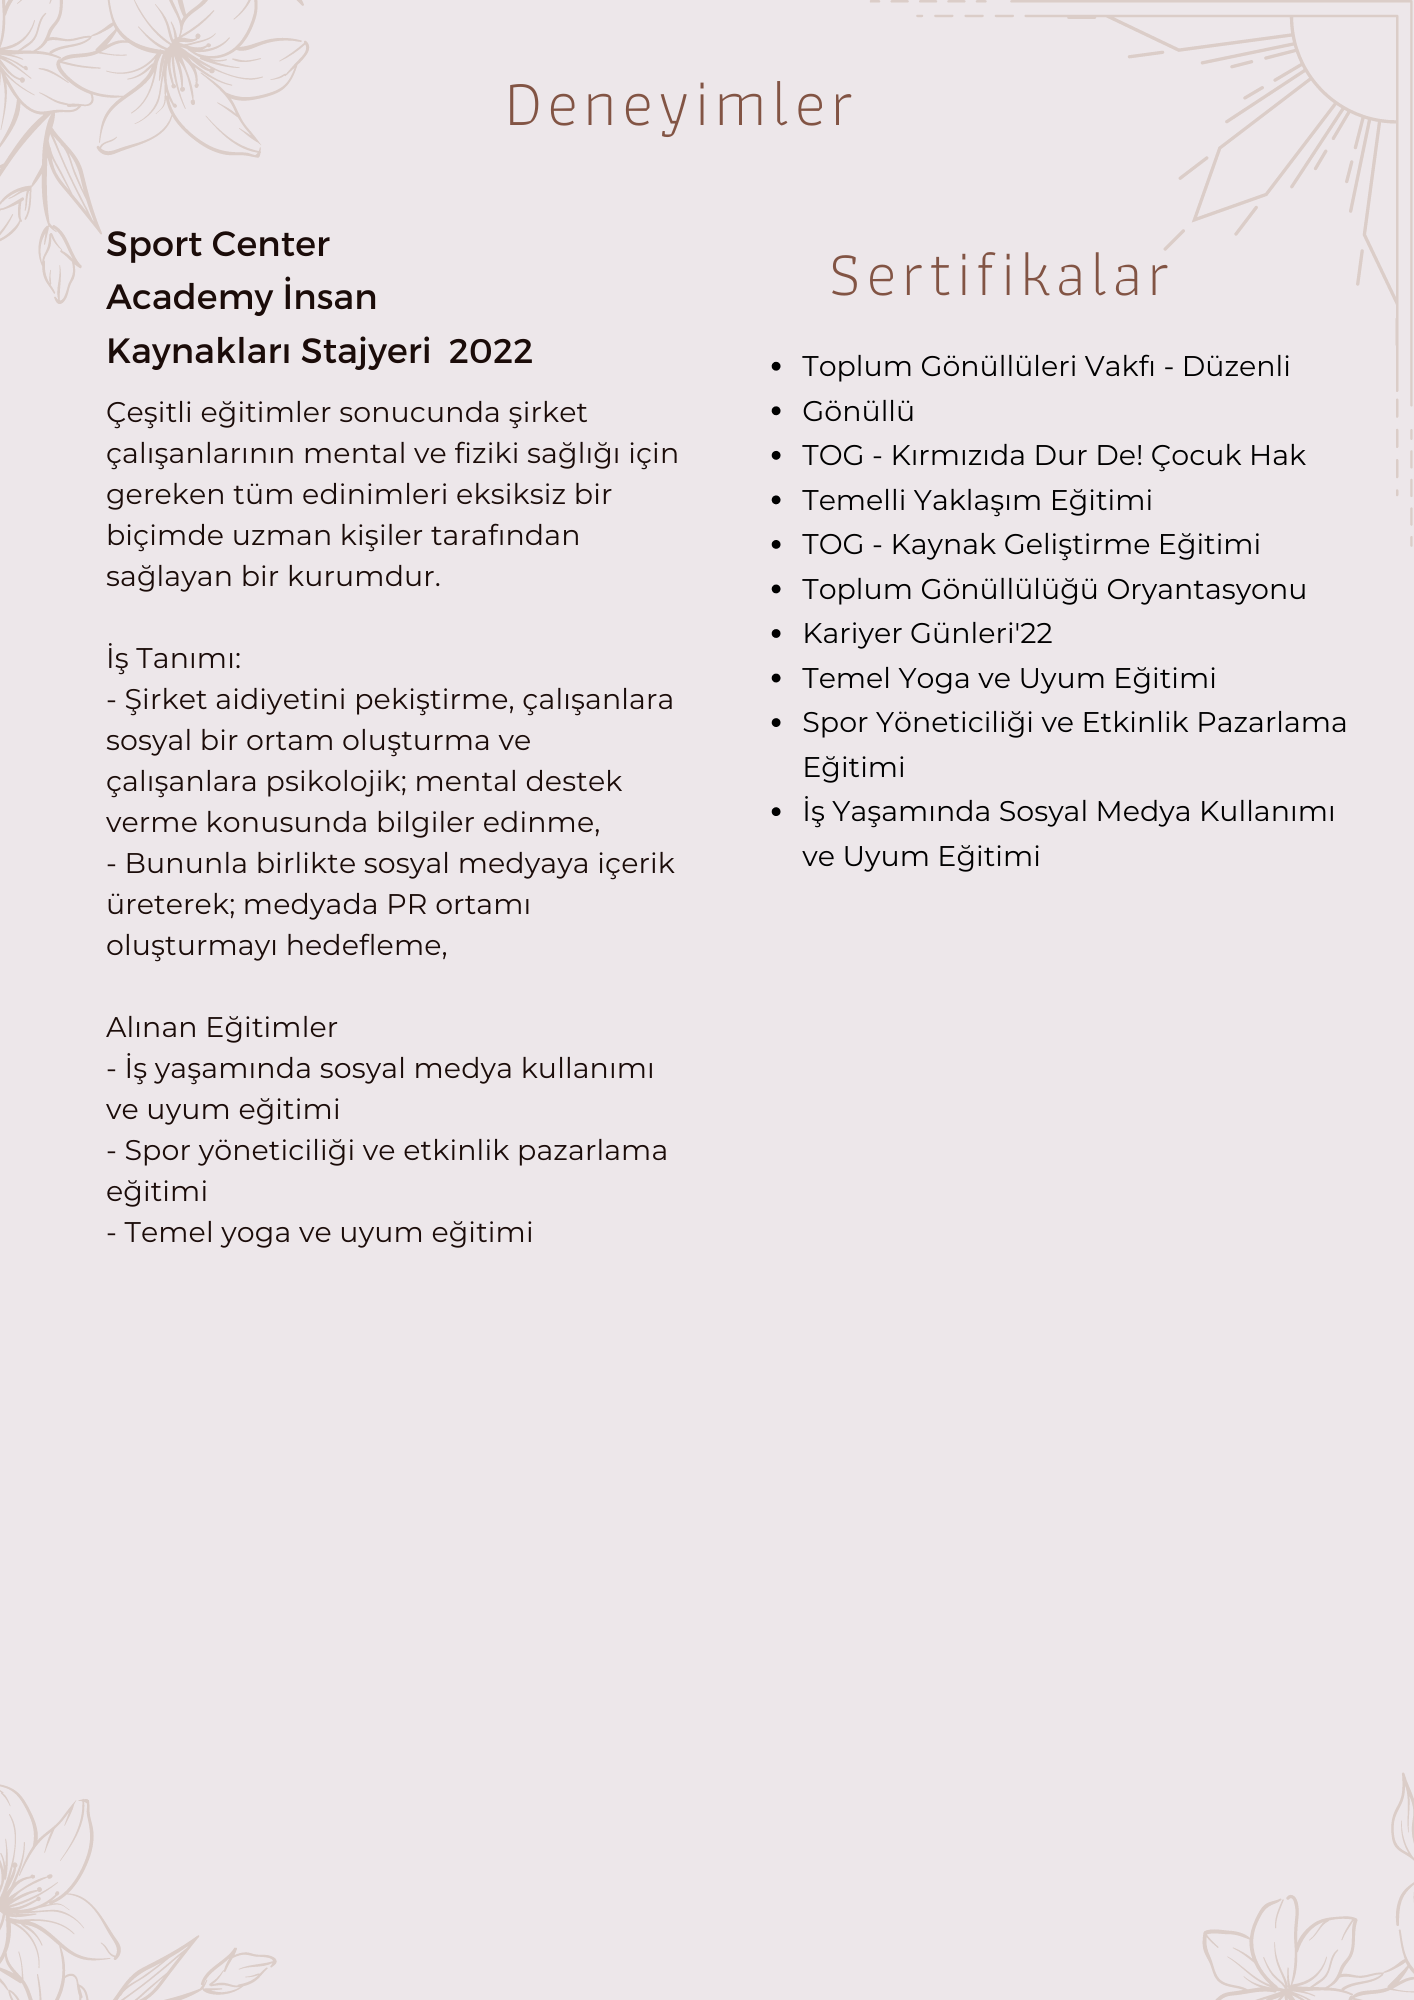 Deneyimler
Sport Center
Academy İnsan
Kaynakları Stajyeri  2022
Çeşitli eğitimler sonucunda şirket
çalışanlarının mental ve fiziki sağlığı için
gereken tüm edinimleri eksiksiz bir
biçimde uzman kişiler tarafından
sağlayan bir kurumdur.
İş Tanımı:
- Şirket aidiyetini pekiştirme, çalışanlara
sosyal bir ortam oluşturma ve
çalışanlara psikolojik; mental destek
verme konusunda bilgiler edinme,
- Bununla birlikte sosyal medyaya içerik
üreterek; medyada PR ortamı
oluşturmayı hedefleme,
Alınan Eğitimler
- İş yaşamında sosyal medya kullanımı
ve uyum eğitimi
- Spor yöneticiliği ve etkinlik pazarlama
eğitimi
- Temel yoga ve uyum eğitimi
Sertifikalar
• Toplum Gönüllüleri Vakfı - Düzenli
• Gönüllü
• TOG - Kırmızıda Dur De! Çocuk Hak
• Temelli Yaklaşım Eğitimi
• TOG - Kaynak Geliştirme Eğitimi
• Toplum Gönüllülüğü Oryantasyonu
• Kariyer Günleri'22
• Temel Yoga ve Uyum Eğitimi
• Spor Yöneticiliği ve Etkinlik Pazarlama
Eğitimi
• İş Yaşamında Sosyal Medya Kullanımı
ve Uyum Eğitimi